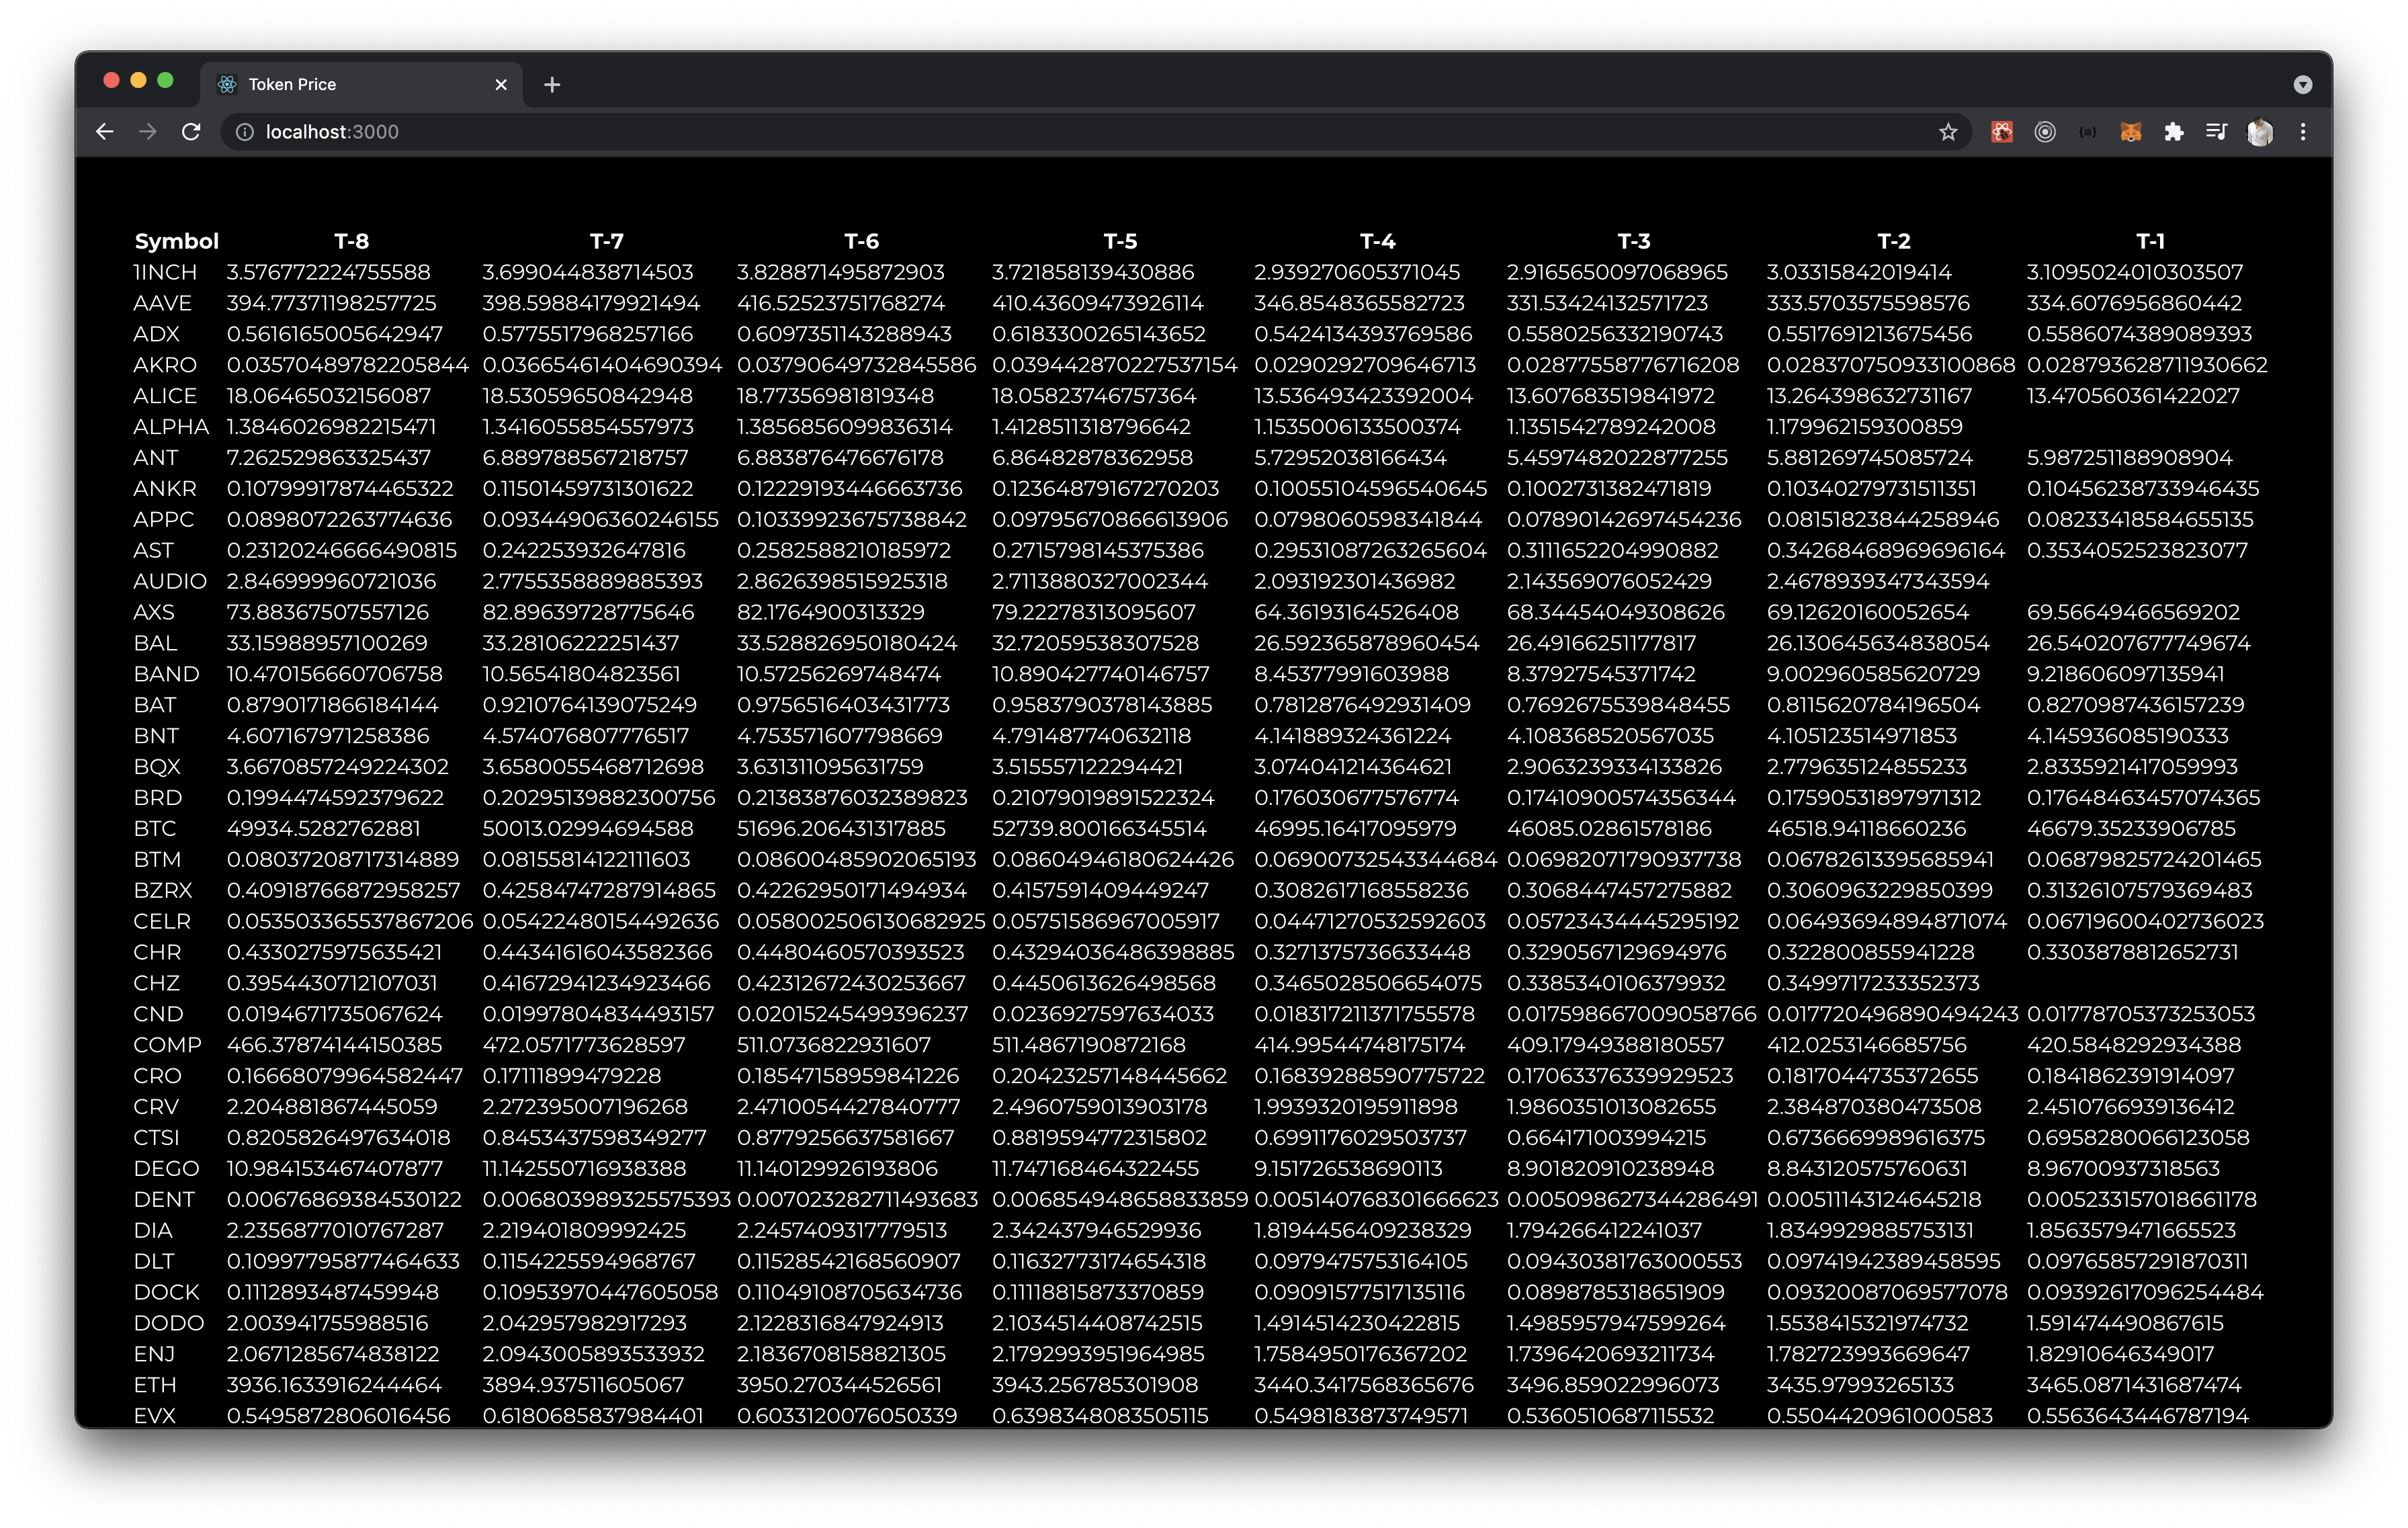 Token Price
localhost:3000
Symbol T-8 T-7 T-6 T-5 T-4 T-3 T-2 T-1
1INCH 3.576772224755588 3.699044838714503 3.828871495872903 3.721858139430886 2.939270605371045 2.9165650097068965 3.03315842019414 3.1095024010303507
AAVE 394.77371198257725 398.59884179921494 416.52523751768274 410.43609473926114 346.8548365582723 331.53424132571723 333.5703575598576 334.6076956860442
ADX 0.5616165005642947 0.5775517968257166 0.6097351143288943 0.6183300265143652 0.5424134393769586 0.5580256332190743 0.5517691213675456 0.55860744389089393
AKRO 0.035704897822205844 0.03665461404690394 0.03790649732845586 0.039442870227537154 0.0290292709646713 0.02877558776716208 0.028370750933100868 0.028793628711930662
ALICE 18.06465032156087 18.53059650842948 18.77356981819348 18.05823746757364 13.536493423392004 13.607683519841972 13.264398632731167 13.470560361422027
ALPHA 1.3846026982215471 1.3416055854557973 1.3856856099836314 1.4128511318796642 1.1535006133500374 1.1351542789242008 1.179962159300859
ANT 7.262529863325437 6.889788567218757 6.883876476676178 6.86482878362958 5.72952038166434 5.4597482022877255 5.881269745085724 5.987251188908904
ANKR 0.10799917874465322 0.11501459731301622 0.12229193446663736 0.12364879167270203 0.10055104596540645 0.1002731382471819 0.10340279731511351 0.10456238733946435
APPC 0.0898072263774636 0.09344906360246155 0.10339923675738842 0.09795670866613906 0.0798060598341844 0.07890142697454236 0.08151823844258946 0.08233418584655135
AST 0.23120246666490815 0.242253932647816 0.2582588210185972 0.2715798145375386 0.29531087263265604 0.3111652204990882 0.34268468969696164 0.3534052523823077
AUDIO 2.846999960721036 2.7755358889885393 2.8626398515925318 2.7113880327002344 2.093192301436982 2.143569076052429 2.4678939347343594
AXS 73.88367507557126 82.89639728775646 82.1764900313329 79.22278313095607 64.36193164526408 68.34454049308626 69.12620160052654 69.56649466569202
BAL 33.15988957100269 33.28106222251437 33.528826950180424 32.72059538307528 26.592365878960454 26.49166251177817 26.130645634838054 26.540207677749674
BAND 10.470156660706758 10.56541804823561 10.57256269748474 10.890427740146757 8.45377991603988 8.37927545371742 9.002960585620729 9.218606097135941
BAT 0.8790171866184144 0.9210764139075249 0.9756516403431773 0.9583790378143885 0.7812876492931409 0.7692675539848455 0.8115620784196504 0.8270987436157239
BNT 4.607167971258386 4.574076807776517 4.753571607798669 4.791487740632118 4.141889324361224 4.108368520567035 4.105123514971853 4.145936085190333
BQX 3.6670857249224302 3.6580055468712698 3.631311095631759 3.515557122294421 3.074041214364621 2.9063239334133826 2.779635124855233 2.8335921417059993
BRD 0.1994474592379622 0.20295139882300756 0.21383876032389823 0.21079019891522324 0.176030677576774 0.17410900574356344 0.17590531897971312 0.17648463457074365
BTC 49934.5282762881 50013.02994694588 51696.206431317885 52739.800166345514 46995.16417095979 46085.02861578186 46518.94118660236 46679.35233906785
BTM 0.08037208717314889 0.08155814122111603 0.08600485902065193 0.08604946180624426 0.06900732543344684 0.06982071790937738 0.06782613395685941 0.06879825724201465
BZRX 0.40918766872958257 0.42584747287914865 0.42262950171494934 0.4157591409449247 0.3082617168558236 0.3068447457275882 0.3060963229850399 0.31326107579369483
CELR 0.053503365537867206 0.05422480154492636 0.058002506130682925 0.05751586967005917 0.04471270532592603 0.05723434445295192 0.06493694894871074 0.06719600402736023
CHR 0.4330275975635421 0.44341616043582366 0.4480460570393523 0.43294036486398885 0.3271375736633448 0.3290567129694976 0.322800855941228 0.3303878812652731
CHZ 0.3954430712107031 0.41672941234923466 0.42312672430253667 0.4450613626498568 0.3465028506654075 0.3385340106379932 0.3499717233352373
CND 0.0194671735067624 0.01997804834493157 0.02015245499396237 0.0236927597634033 0.018317211371755578 0.017598667009058766 0.017720496890494243 0.01778705373253053
COMP 466.37874144150385 472.0571773628597 511.0736822931607 511.4867190872168 414.99544748175174 409.17949388180557 412.0253146685756 420.5848292934388
CRO 0.16668079964582447 0.17111899479228 0.18547158959841226 0.20423257148445662 0.16839288590775722 0.17063376339929523 0.1817044735372655 0.1841862391914097
CRV 2.204881867445059 2.272395007196268 2.4710054427840777 2.4960759013903178 1.9939320195911898 1.9860351013082655 2.384870380473508 2.4510766939136412
CTSI 0.8205826497634018 0.8453437598349277 0.8779256637581667 0.8819594772315802 0.6991176029503737 0.664171003994215 0.6736669989616375 0.6958280066123058
DEGO 10.984153467407877 11.142550716938388 11.140129926193806 11.747168464322455 9.151726538690113 8.901820910238948 8.843120575760631 8.96700937318563
DENT 0.00676869384530122 0.006803989325575393 0.007023282711493683 0.006854948658833859 0.005140768301666623 0.005098627344286491 0.00511143124645218 0.005233157018661178
DIA 2.2356877010767287 2.219401809992425 2.2457409317779513 2.342437946529936 1.8194456409238329 1.794266412241037 1.8349929885753131 1.8563579471665523
DLT 0.10997795877464633 0.1154225594968767 0.11528542168560907 0.11632773174654318 0.0979475753164105 0.09430381763000553 0.09741942389458595 0.09765857291870311
DOCK 0.1112893487459948 0.10953970447605058 0.11049108705634736 0.11118815873370859 0.09091577517135116 0.0898785318651909 0.09320087069577078 0.09392617096254484
DODO 2.003941755988516 2.042957982917293 2.1228316847924913 2.1034514408742515 1.4914514230422815 1.4985957947599264 1.5538415321974732 1.591474490867615
ENJ 2.0671285674838122 2.0943005893533932 2.1836708158821305 2.1792993951964985 1.7584950176367202 1.7396420693211734 1.782723993669647 1.82910646349017
ETH 3936.1633916244464 3894.937511605067 3950.270344526561 3943.256785301908 3440.3417568365676 3496.859022996073 3435.97993265133 3465.0871431687474
EVX 0.5495872806016456 0.6180685837984401 0.6033120076050339 0.6398348083505115 0.5498183873749571 0.5360510687115532 0.5504420961000583 0.5563643446787194